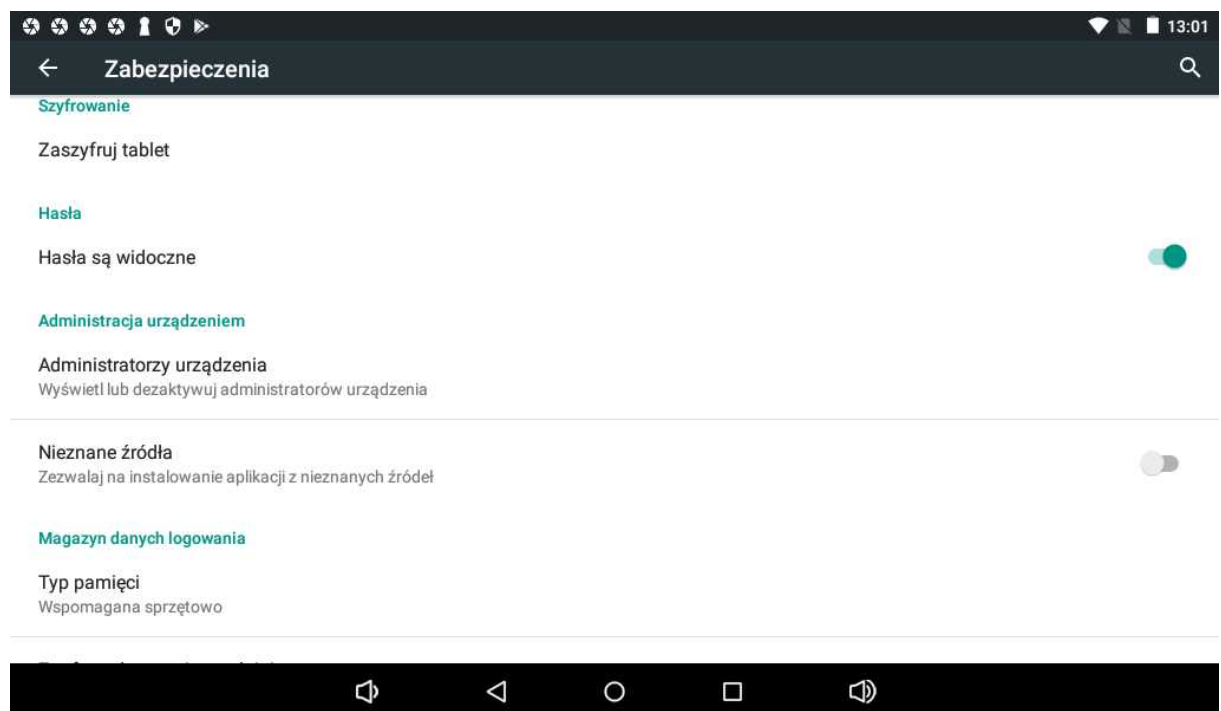 13:01
Zabezpieczenia
Szyfrowanie
Zaszyfruj tablet
Hasła
Hasła są widoczne
Administracja urządzeniem
Administratorzy urządzenia
Wyświetl lub dezaktywuj administratorów urządzenia
Nieznane źródła
Zezwalaj na instalowanie aplikacji z nieznanych źródeł
Magazyn danych logowania
Typ pamięci
Wspomagana sprzętowo